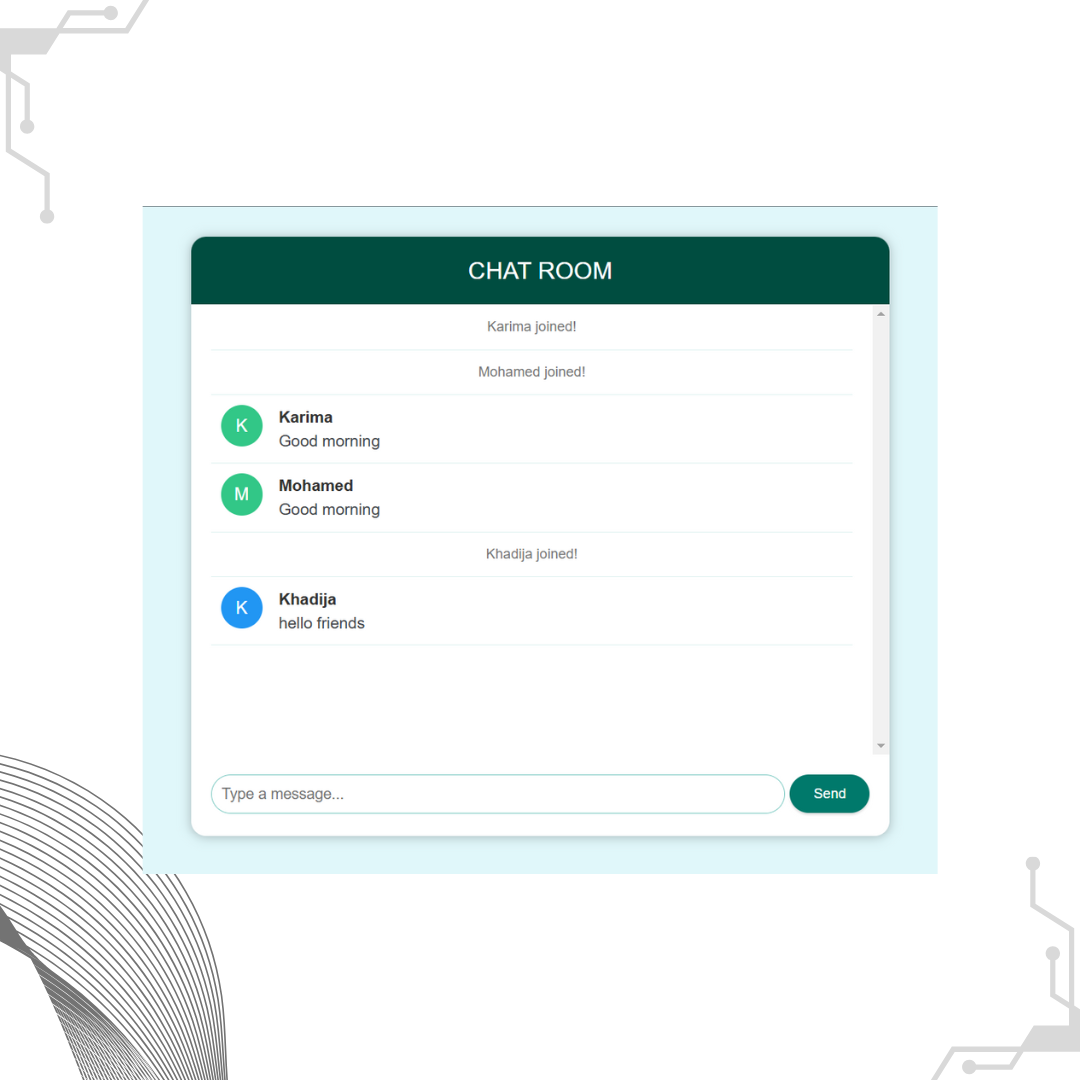 CHAT ROOM
Karima joined!
Mohamed joined!
K
Karima
Good morning
M
Mohamed
Good morning
Khadija joined!
K
Khadija
hello friends
Type a message...
Send